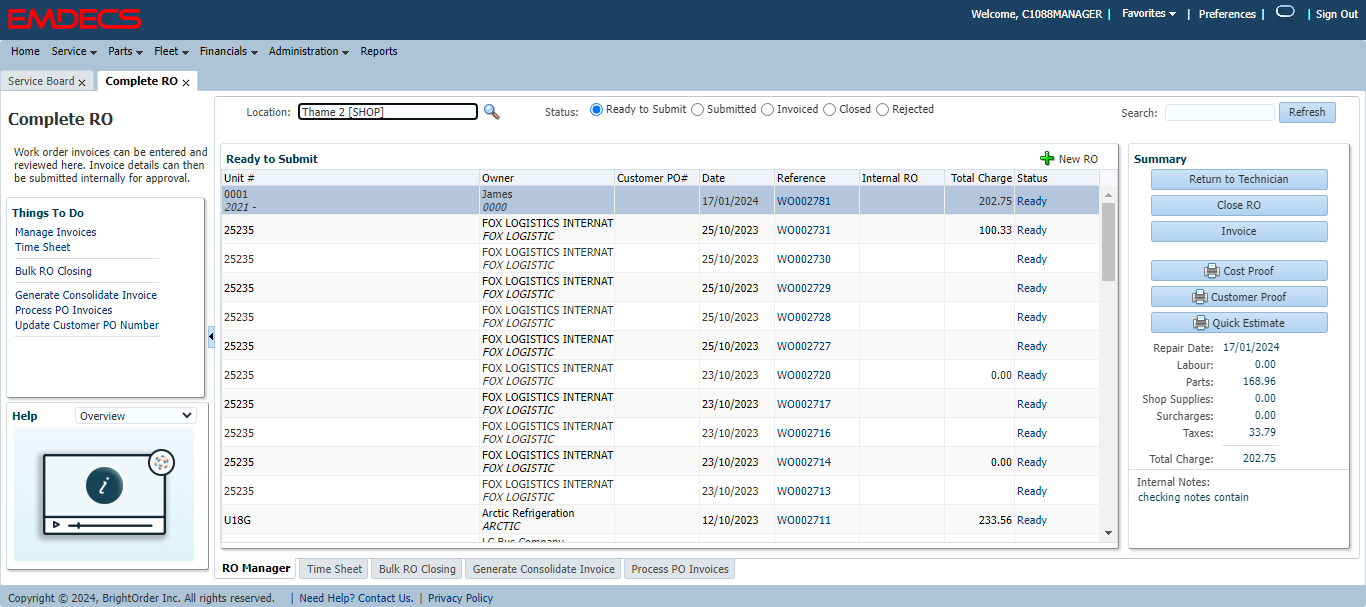 EMDECS
Welcome, C1088MANAGER | Favorites | Preferences | | Sign Out
Home Service Parts Fleet Financials Administration Reports
Service Board x Complete RO x
Complete RO
Work order invoices can be entered and
reviewed here. Invoice details can then
be submitted internally for approval.
Things To Do
Manage Invoices
Time Sheet
Bulk RO Closing
Generate Consolidate Invoice
Process PO Invoices
Update Customer PO Number
Help Overview
i
Location: Thame 2 [SHOP] Status: Ready to Submit Submitted Invoiced Closed Rejected Search: Refresh
Ready to Submit New RO
Unit # Owner Customer PO# Date Reference Internal RO Total Charge Status
0001 James 17/01/2024 WO002781 202.75 Ready
2021 - 0000
25235 FOX LOGISTICS INTERNAT 25/10/2023 WO002731 100.33 Ready
FOX LOGISTIC
25235 FOX LOGISTICS INTERNAT 25/10/2023 WO002730 Ready
FOX LOGISTIC
25235 FOX LOGISTICS INTERNAT 25/10/2023 WO002729 Ready
FOX LOGISTIC
25235 FOX LOGISTICS INTERNAT 25/10/2023 WO002728 Ready
FOX LOGISTIC
25235 FOX LOGISTICS INTERNAT 25/10/2023 WO002727 Ready
FOX LOGISTIC
25235 FOX LOGISTICS INTERNAT 23/10/2023 WO002720 0.00 Ready
FOX LOGISTIC
25235 FOX LOGISTICS INTERNAT 23/10/2023 WO002717 Ready
FOX LOGISTIC
25235 FOX LOGISTICS INTERNAT 23/10/2023 WO002716 Ready
FOX LOGISTIC
25235 FOX LOGISTICS INTERNAT 23/10/2023 WO002714 0.00 Ready
FOX LOGISTIC
25235 FOX LOGISTICS INTERNAT 23/10/2023 WO002713 Ready
FOX LOGISTIC
U18G Arctic Refrigeration 12/10/2023 WO002711 233.56 Ready
ARCTIC
Summary
Return to Technician
Close RO
Invoice
Cost Proof
Customer Proof
Quick Estimate
Repair Date: 17/01/2024
Labour: 0.00
Parts: 168.96
Shop Supplies: 0.00
Surcharges: 0.00
Taxes: 33.79
Total Charge: 202.75
Internal Notes:
checking notes contain
RO Manager Time Sheet Bulk RO Closing Generate Consolidate Invoice Process PO Invoices
Copyright © 2024, BrightOrder Inc. All rights reserved. | Need Help? Contact Us. | Privacy Policy